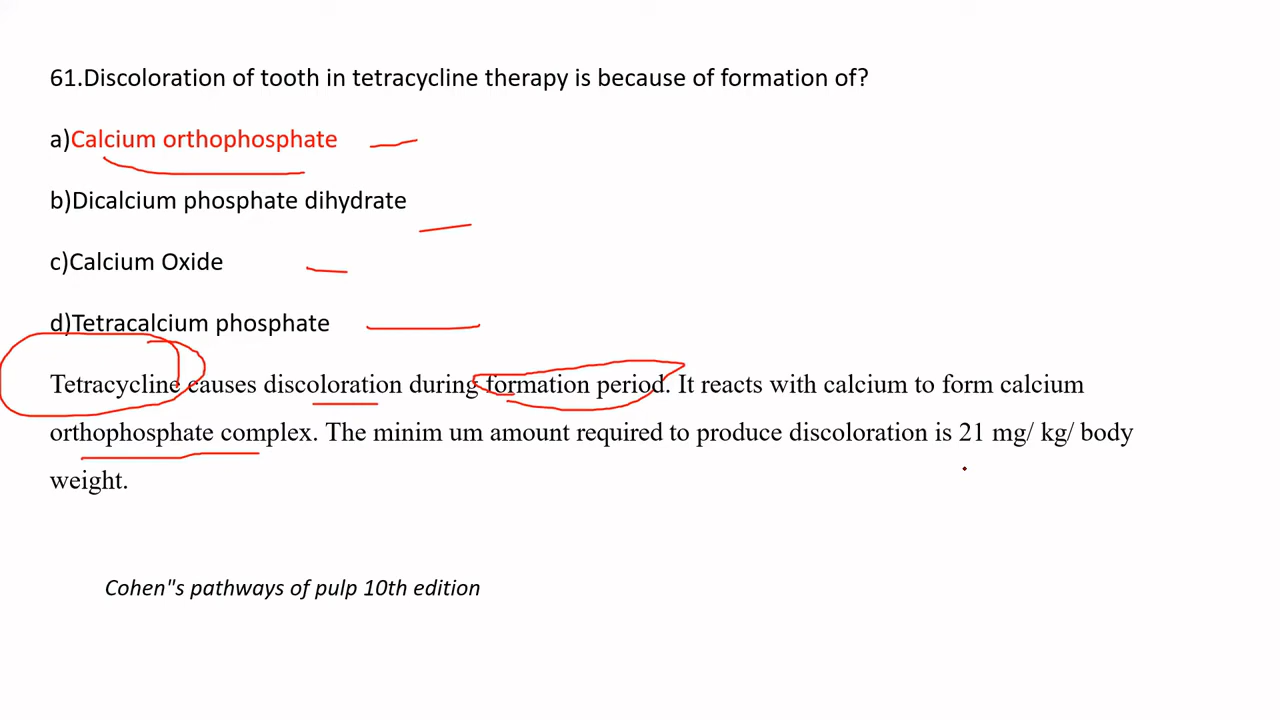 61.Discoloration of tooth in tetracycline therapy is because of formation of?
a)Calcium orthophosphate
b)Dicalcium phosphate dihydrate
c)Calcium Oxide
d)Tetracalcium phosphate
Tetracycline causes discoloration during formation period. It reacts with calcium to form calcium
orthophosphate complex. The minim um amount required to produce discoloration is 21 mg/ kg/ body
weight.
Cohen"s pathways of pulp 10th edition